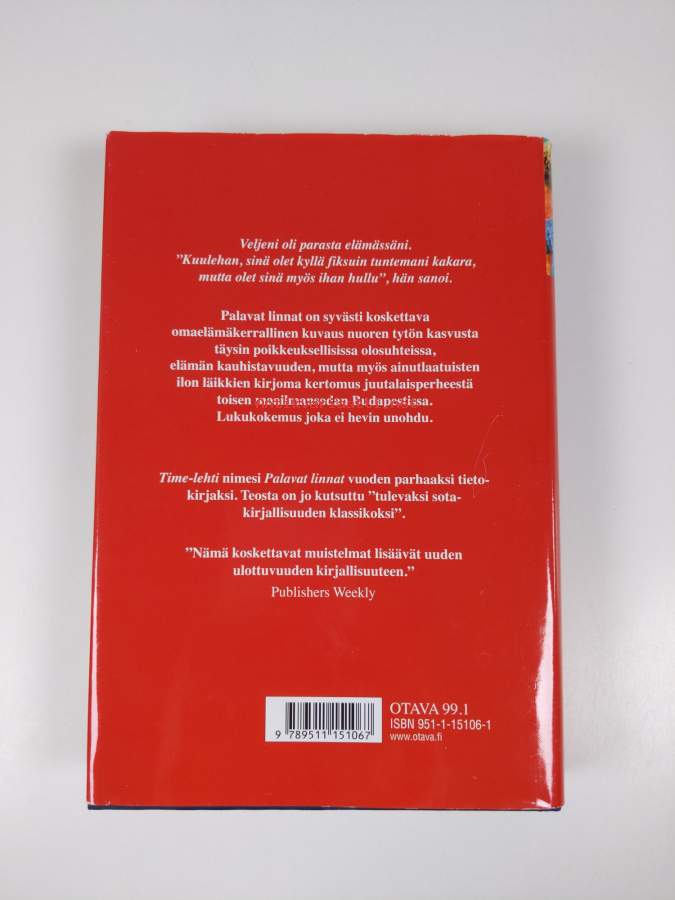 Veljeni oli parasta elämässäni.
”Kuulehan, sinä olet kyllä fiksuin tuntemani kakara,
mutta olet sinä myös ihan hullu”, hän sanoi.
Palavat linnat on syvästi koskettava
omaelämäkerrallinen kuvaus nuoren tytön kasvusta
täysin poikkeuksellisissa olosuhteissa,
elämän kauhistavuuden, mutta myös ainutlaatuisten
ilon läikkien kirjoma kertomus juutalaisperheestä
toisen maailmansodan Budapestissa.
Lukukokemus joka ei hevin unohdu.
Time-lehti nimesi Palavat linnat vuoden parhaaksi tieto-
kirjaksi. Teosta on jo kutsuttu ”tulevaksi sota-
kirjallisuuden klassikoksi”.
”Nämä koskettavat muistelmat lisäävät uuden
ulottuvuuden kirjallisuuteen.”
Publishers Weekly
OTAVA 99.1
ISBN 951-1-15106-1
www.otava.fi
9 789511 151067